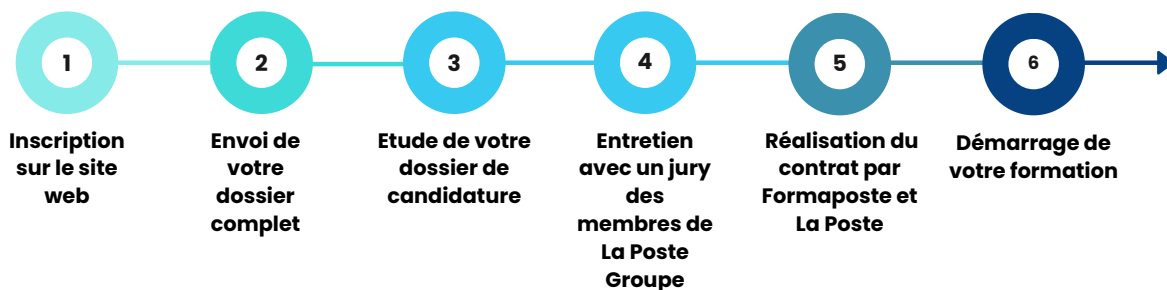 1
Inscription
sur le site
web
2
Envoi de
votre
dossier
complet
3
Etude de votre
dossier de
candidature
4
Entretien
avec un jury
des
membres de
La Poste
Groupe
5
Réalisation du
contrat par
Formaposte et
La Poste
6
Démarrage de
votre formation